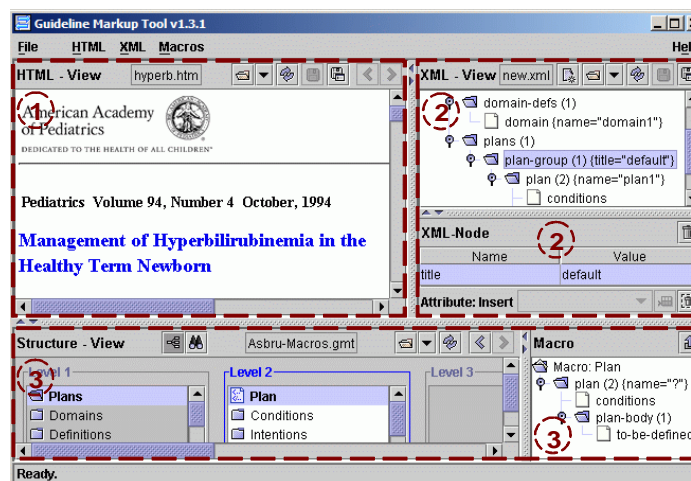 Guideline Markup Tool v1.3.1
File HTML XML Macros Hel
HTML - View hyperb.htm
1
American Academy
of Pediatrics
DEDICATED TO THE HEALTH OF ALL CHILDREN"
Pediatrics Volume 94, Number 4 October, 1994
Management of Hyperbilirubinemia in the
Healthy Term Newborn
XML - View new.xml
2
domain-defs (1)
domain {name="domain1"}
plans (1)
plan-group (1) {title="default"}
plan (2) {name="plan1"}
conditions
XML-Node
2
Name Value
title default
Attribute: Insert
Structure - View Asbru-Macros.gmt
3
Level 1
Plans
Domains
Definitions
Level 2
Plan
Conditions
Intentions
Level 3
Macro
Macro: Plan
plan (2) {name="?"}
conditions
plan-body (1)
to-be-defined
3
Ready.